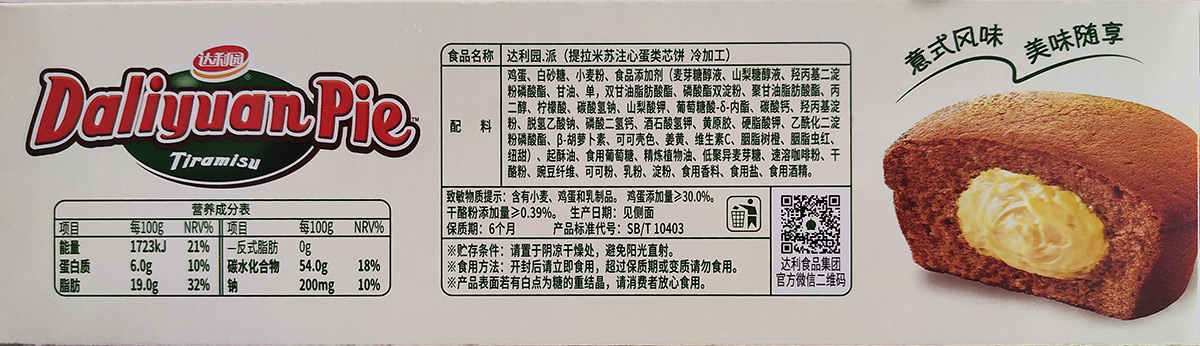 达利园
Daliyuan Pie
Tiramisu
营养成分表
项目 每100g NRV% 项目 每100g NRV%
能量 1723kJ 21% —反式脂肪 0g
蛋白质 6.0g 10% 碳水化合物 54.0g 18%
脂肪 19.0g 32% 钠 200mg 10%
食品名称 达利园.派（提拉米苏注心蛋类芯饼 冷加工）
配 料
鸡蛋、白砂糖、小麦粉、食品添加剂（麦芽糖醇液、山梨糖醇液、羟丙基二淀
粉磷酸酯、甘油、单，双甘油脂肪酸酯、磷酸酯双淀粉、聚甘油脂肪酸酯、丙
二醇、柠檬酸、碳酸氢钠、山梨酸钾、葡萄糖酸-δ-内酯、碳酸钙、羟丙基淀
粉、脱氢乙酸钠、磷酸二氢钙、酒石酸氢钾、黄原胶、硬脂酸钾、乙酰化二淀
粉磷酸酯、β-胡萝卜素、可可壳色、姜黄、维生素C、胭脂树橙、胭脂虫红、
纽甜）、起酥油、食用葡萄糖、精炼植物油、低聚异麦芽糖、速溶咖啡粉、干
酪粉、豌豆纤维、可可粉、乳粉、淀粉、食用香料、食用盐、食用酒精。
致敏物质提示：含有小麦、鸡蛋和乳制品。 鸡蛋添加量≥30.0%。
干酪粉添加量≥0.39%。 生产日期：见侧面
保质期：6个月 产品标准代号：SB/T 10403
※贮存条件：请置于阴凉干燥处，避免阳光直射。
※食用方法：开封后请立即食用，超过保质期或变质请勿食用。
※产品表面若有白点为糖的重结晶，请消费者放心食用。
达利食品集团
官方微信二维码
意式风味 美味随享